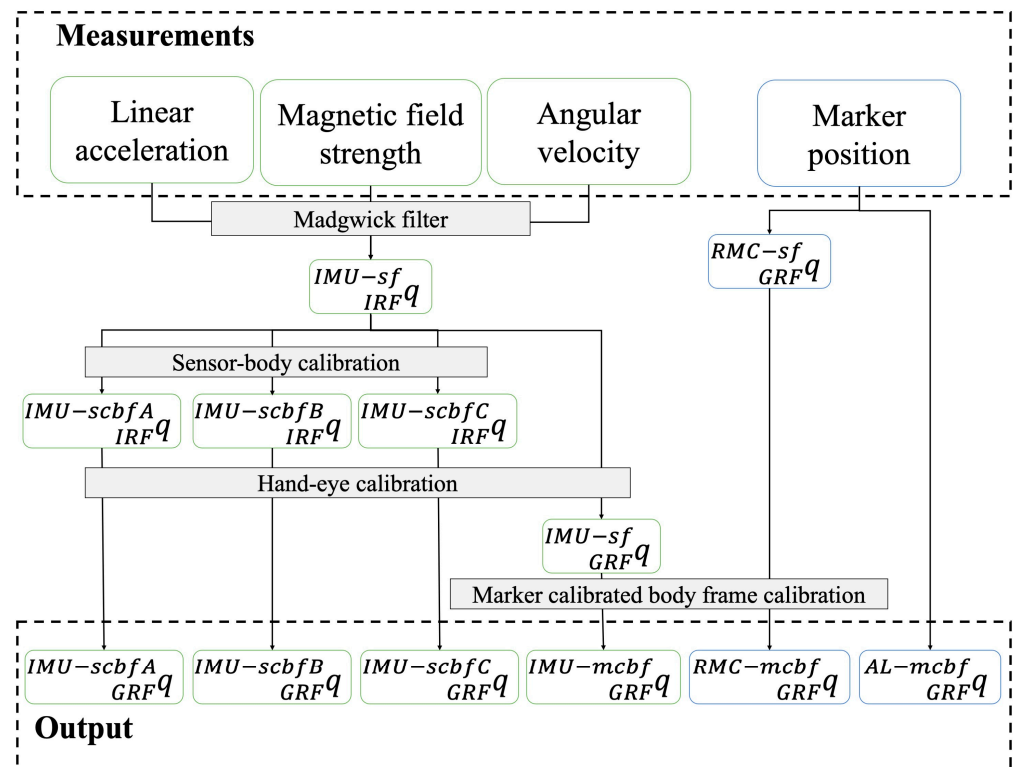 Measurements
Linear
acceleration
Magnetic field
strength
Angular
velocity
Marker
position
Madgwick filter
IMU−sf
IRF q
RMC−sf
GRF q
Sensor-body calibration
IMU−scbfA
IRF q
IMU−scbfB
IRF q
IMU−scbfC
IRF q
Hand-eye calibration
IMU−sf
GRF q
Marker calibrated body frame calibration
IMU−scbfA
GRF q
IMU−scbfB
GRF q
IMU−scbfC
GRF q
IMU−mcbf
GRF q
RMC−mcbf
GRF q
AL−mcbf
GRF q
Output